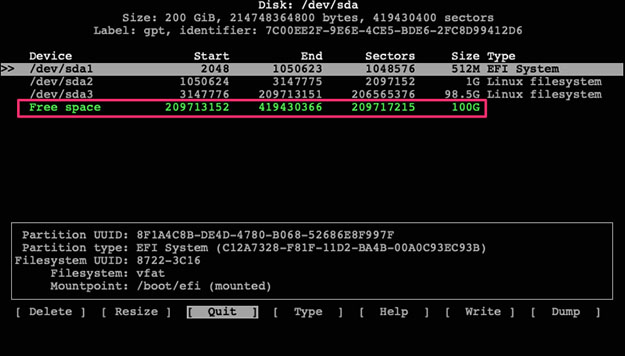 Disk: /dev/sda
Size: 200 GiB, 214748364800 bytes, 419430400 sectors
Label: gpt, identifier: 7C00EE2F-9E6E-4CE5-BDE6-2FC8D99412D6
Device Start End Sectors Size Type
>> /dev/sda1 2048 1050623 1048576 512M EFI System
/dev/sda2 1050624 3147775 2097152 1G Linux filesystem
/dev/sda3 3147776 209713151 206565376 98.5G Linux filesystem
Free space 209713152 419430366 209717215 100G
Partition UUID: 8F1A4C8B-DE4D-4780-B068-52686E8F997F
Partition type: EFI System (C12A7328-F81F-11D2-BA4B-00A0C93EC93B)
Filesystem UUID: 8722-3C16
Filesystem: vfat
Mountpoint: /boot/efi (mounted)
[ Delete ] [ Resize ] [ Quit ] [ Type ] [ Help ] [ Write ] [ Dump ]